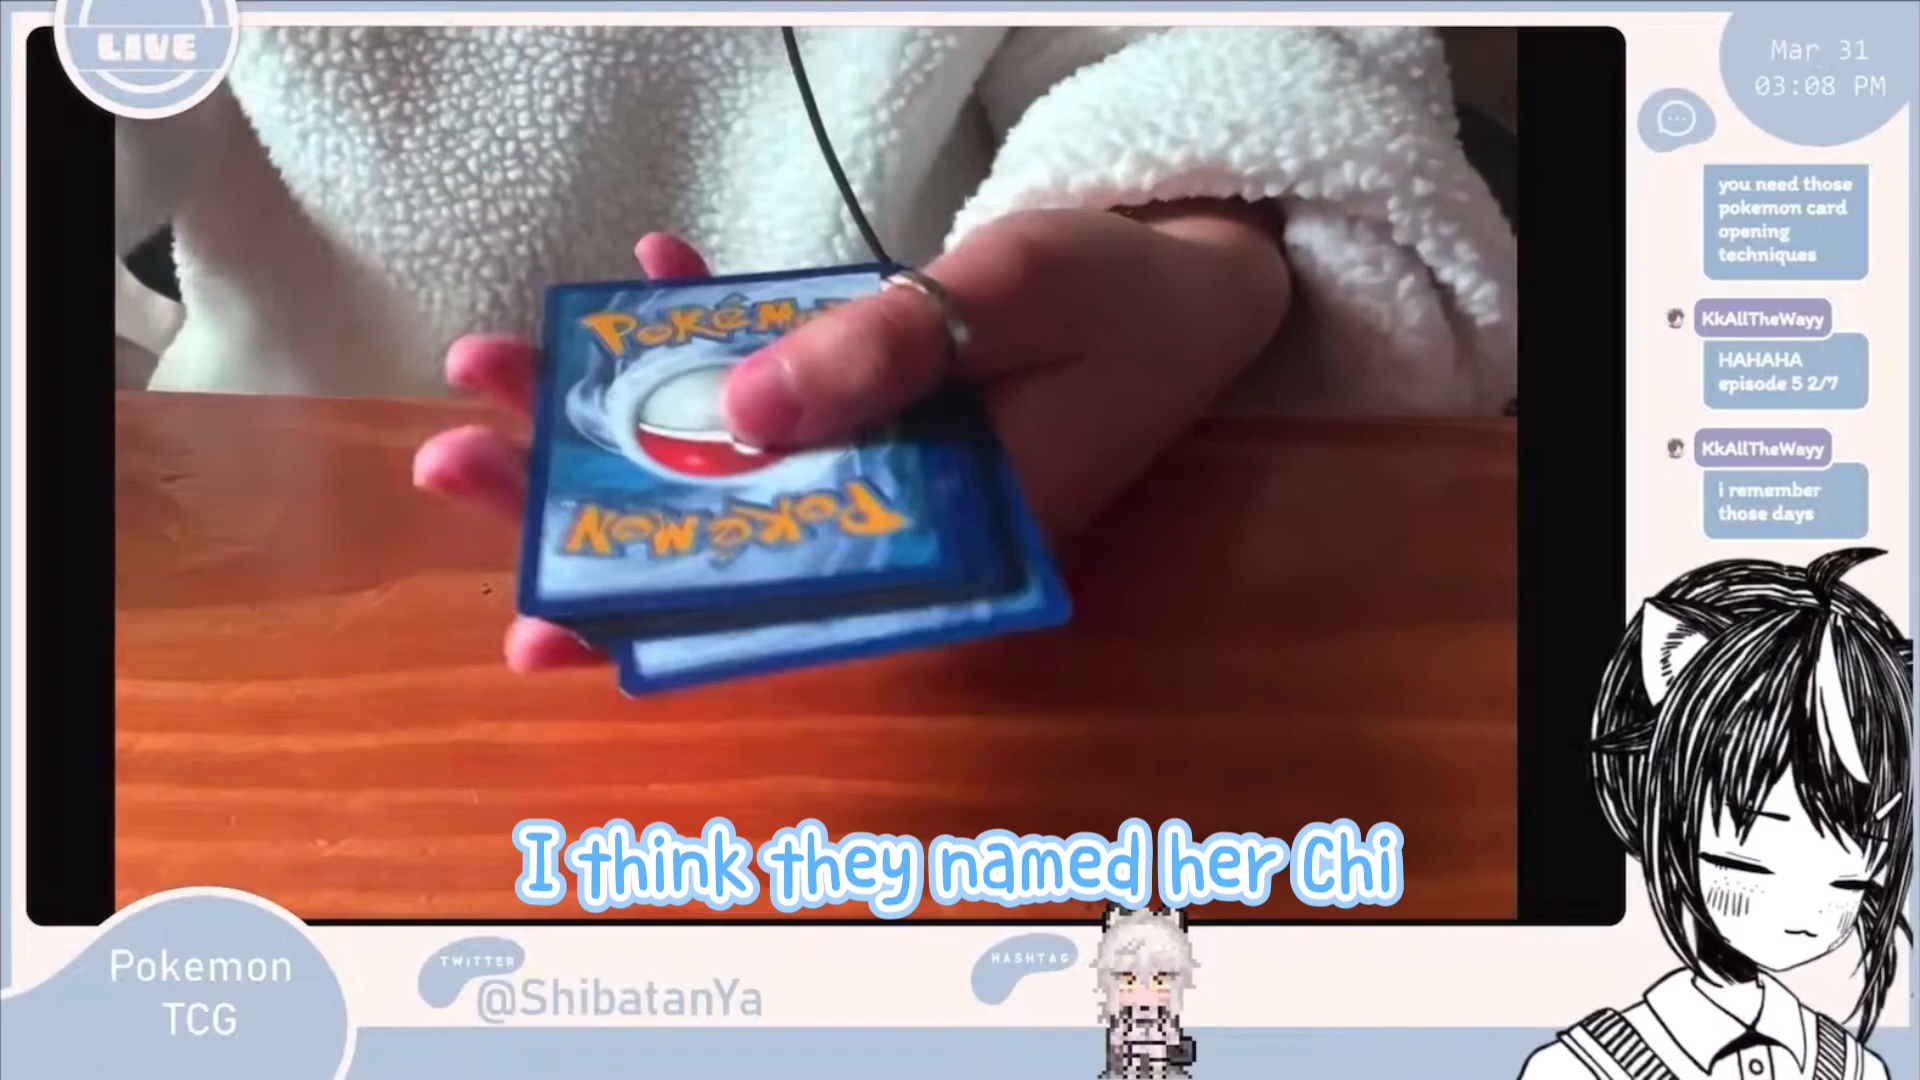 LIVE
Mar 31
03:08 PM
you need those
pokemon card
opening
techniques
KkAllTheWayy
HAHAHA
episode 5 2/7
KkAllTheWayy
i remember
those days
POKéMON
POKéMON
I think they named her Chi
Pokemon
TCG
TWITTER
@ShibatanYa
HASHTAG